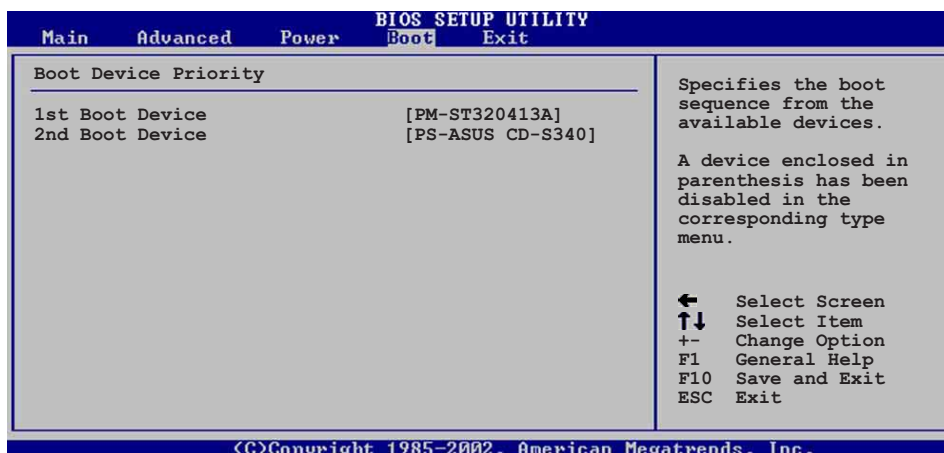 BIOS SETUP UTILITY
Main Advanced Power Boot Exit
Boot Device Priority
1st Boot Device [PM-ST320413A]
2nd Boot Device [PS-ASUS CD-S340]
Specifies the boot
sequence from the
available devices.
A device enclosed in
parenthesis has been
disabled in the
corresponding type
menu.
← Select Screen
↑↓ Select Item
+- Change Option
F1 General Help
F10 Save and Exit
ESC Exit
(C)Copyright 1985-2002, American Megatrends, Inc.